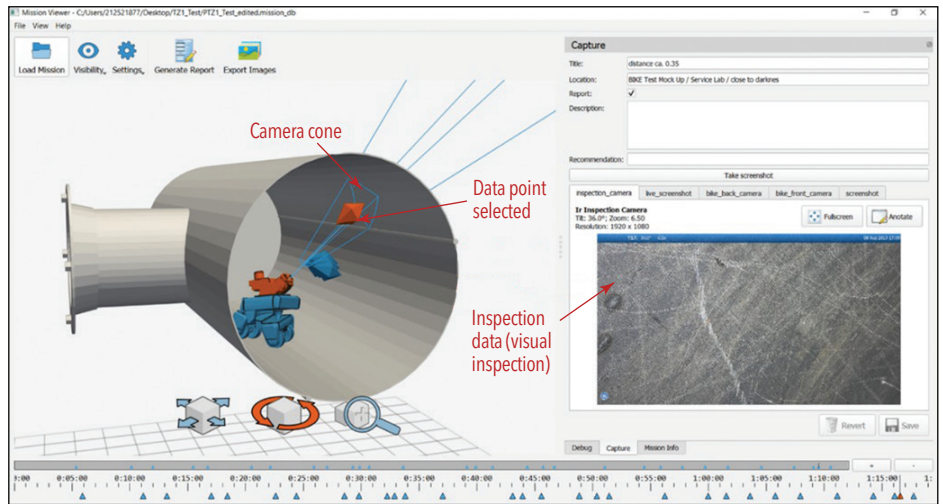 Mission Viewer - C:/Users/212521877/Desktop/TZ1_Test/PTZ1_Test_edited.mission_db
File View Help
Load Mission Visibility Settings Generate Report Export Images
Camera cone
Data point
selected
Inspection
data (visual
inspection)
Capture
Title: distance ca. 0.35
Location: BIKE Test Mock Up / Service Lab / close to darknes
Report:
Description:
Recommendation:
Take screenshot
inspection_camera live_screenshot bike_back_camera bike_front_camera screenshot
Ir Inspection Camera
Tilt: 36.0°; Zoom: 6.50
Resolution: 1920 x 1080
Fullscreen Anotate
Revert Save
Debug Capture Mission Info
+ -
0:05:00 0:10:00 0:15:00 0:20:00 0:25:00 0:30:00 0:35:00 0:40:00 0:45:00 0:50:00 0:55:00 1:00:00 1:05:00 1:10:00 1:15:00 1: